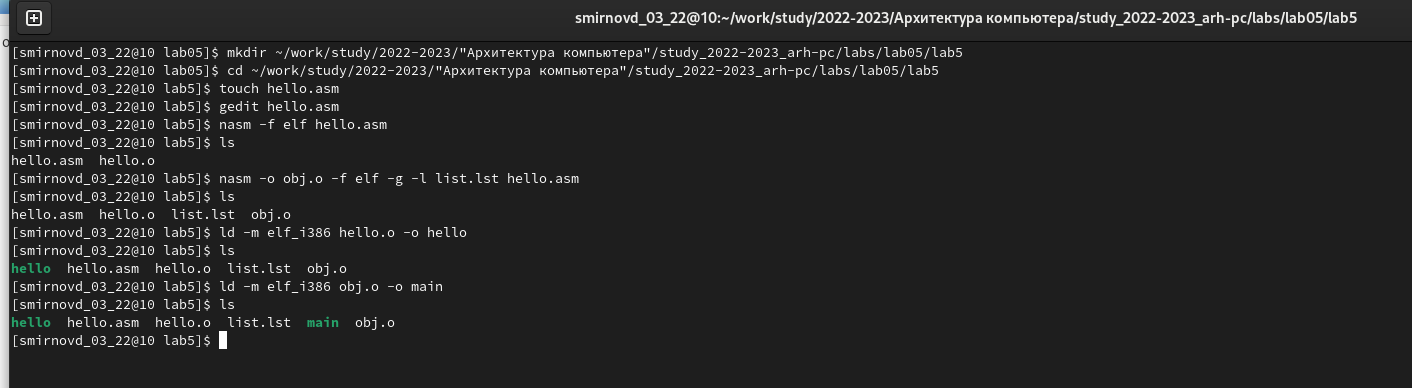 smirnovd_03_22@10:~/work/study/2022-2023/Архитектура компьютера/study_2022-2023_arh-pc/labs/lab05/lab5
[smirnovd_03_22@10 lab05]$ mkdir ~/work/study/2022-2023/"Архитектура компьютера"/study_2022-2023_arh-pc/labs/lab05/lab5
[smirnovd_03_22@10 lab05]$ cd ~/work/study/2022-2023/"Архитектура компьютера"/study_2022-2023_arh-pc/labs/lab05/lab5
[smirnovd_03_22@10 lab5]$ touch hello.asm
[smirnovd_03_22@10 lab5]$ gedit hello.asm
[smirnovd_03_22@10 lab5]$ nasm -f elf hello.asm
[smirnovd_03_22@10 lab5]$ ls
hello.asm  hello.o
[smirnovd_03_22@10 lab5]$ nasm -o obj.o -f elf -g -l list.lst hello.asm
[smirnovd_03_22@10 lab5]$ ls
hello.asm  hello.o  list.lst  obj.o
[smirnovd_03_22@10 lab5]$ ld -m elf_i386 hello.o -o hello
[smirnovd_03_22@10 lab5]$ ls
hello  hello.asm  hello.o  list.lst  obj.o
[smirnovd_03_22@10 lab5]$ ld -m elf_i386 obj.o -o main
[smirnovd_03_22@10 lab5]$ ls
hello  hello.asm  hello.o  list.lst  main  obj.o
[smirnovd_03_22@10 lab5]$